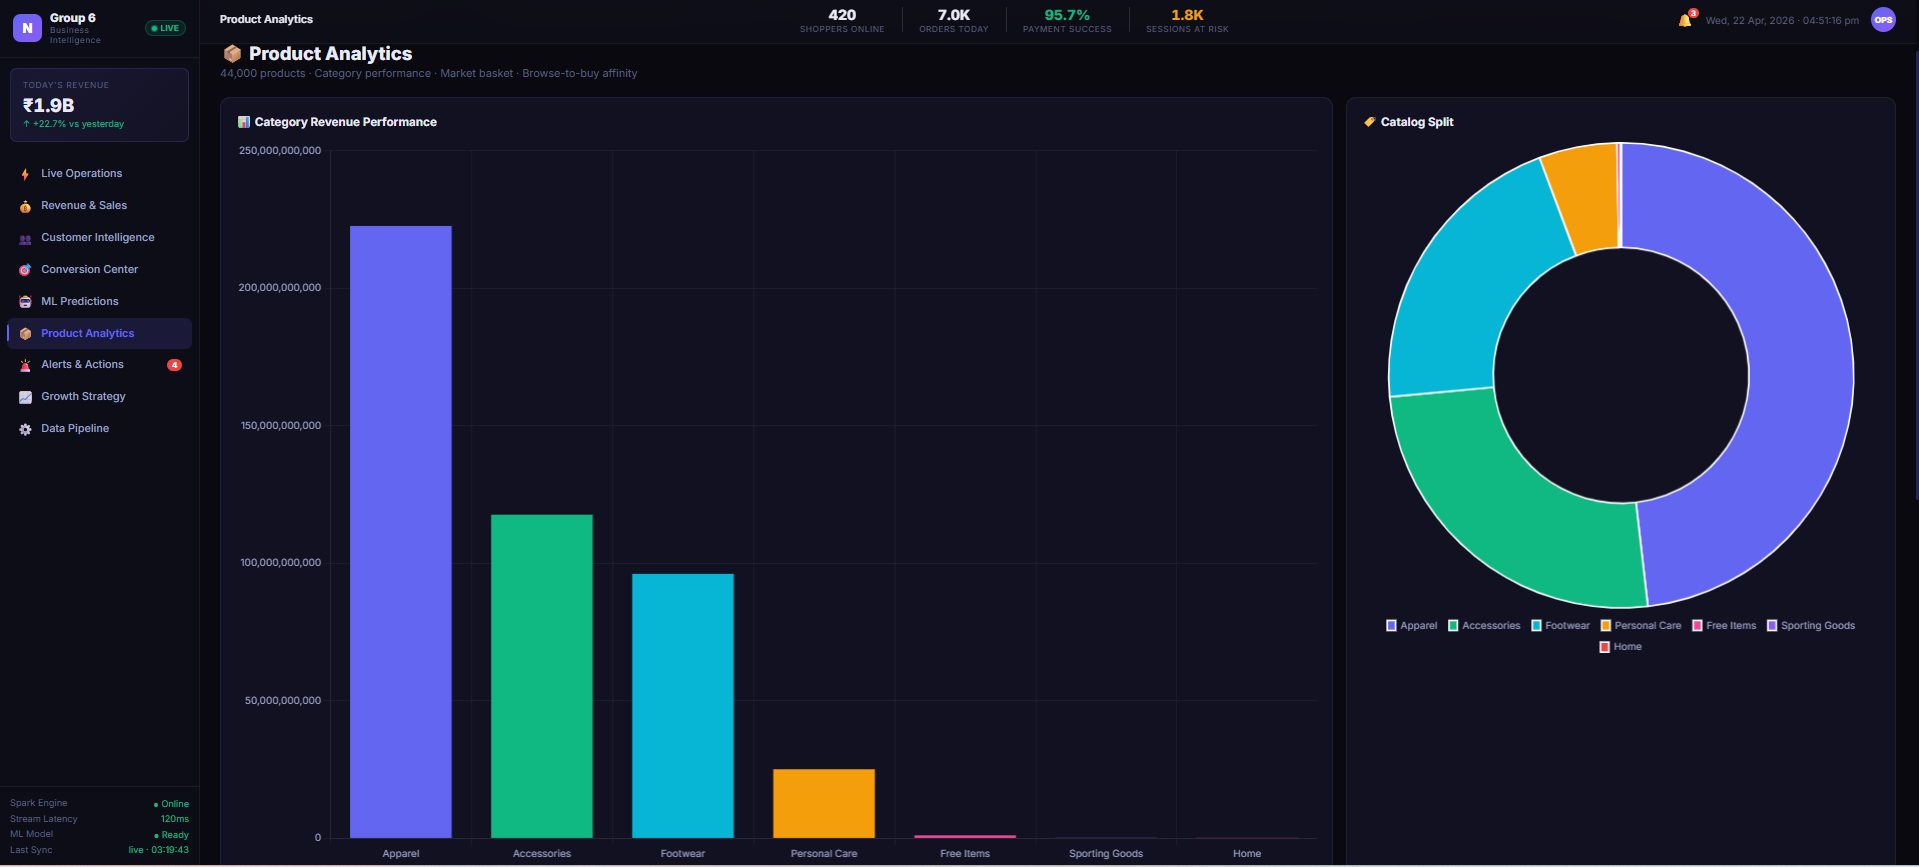 N
Group 6
Business
Intelligence
LIVE
TODAY'S REVENUE
₹1.9B
↑ +22.7% vs yesterday
Live Operations
Revenue & Sales
Customer Intelligence
Conversion Center
ML Predictions
Product Analytics
Alerts & Actions 4
Growth Strategy
Data Pipeline
Spark Engine ● Online
Stream Latency 120ms
ML Model ● Ready
Last Sync live · 03:19:43
Product Analytics
420
SHOPPERS ONLINE
7.0K
ORDERS TODAY
95.7%
PAYMENT SUCCESS
1.8K
SESSIONS AT RISK
3
Wed, 22 Apr, 2026 · 04:51:16 pm
OPS
Product Analytics
44,000 products · Category performance · Market basket · Browse-to-buy affinity
Category Revenue Performance
250,000,000,000
200,000,000,000
150,000,000,000
100,000,000,000
50,000,000,000
0
Apparel Accessories Footwear Personal Care Free Items Sporting Goods Home
Catalog Split
Apparel Accessories Footwear Personal Care Free Items Sporting Goods
Home